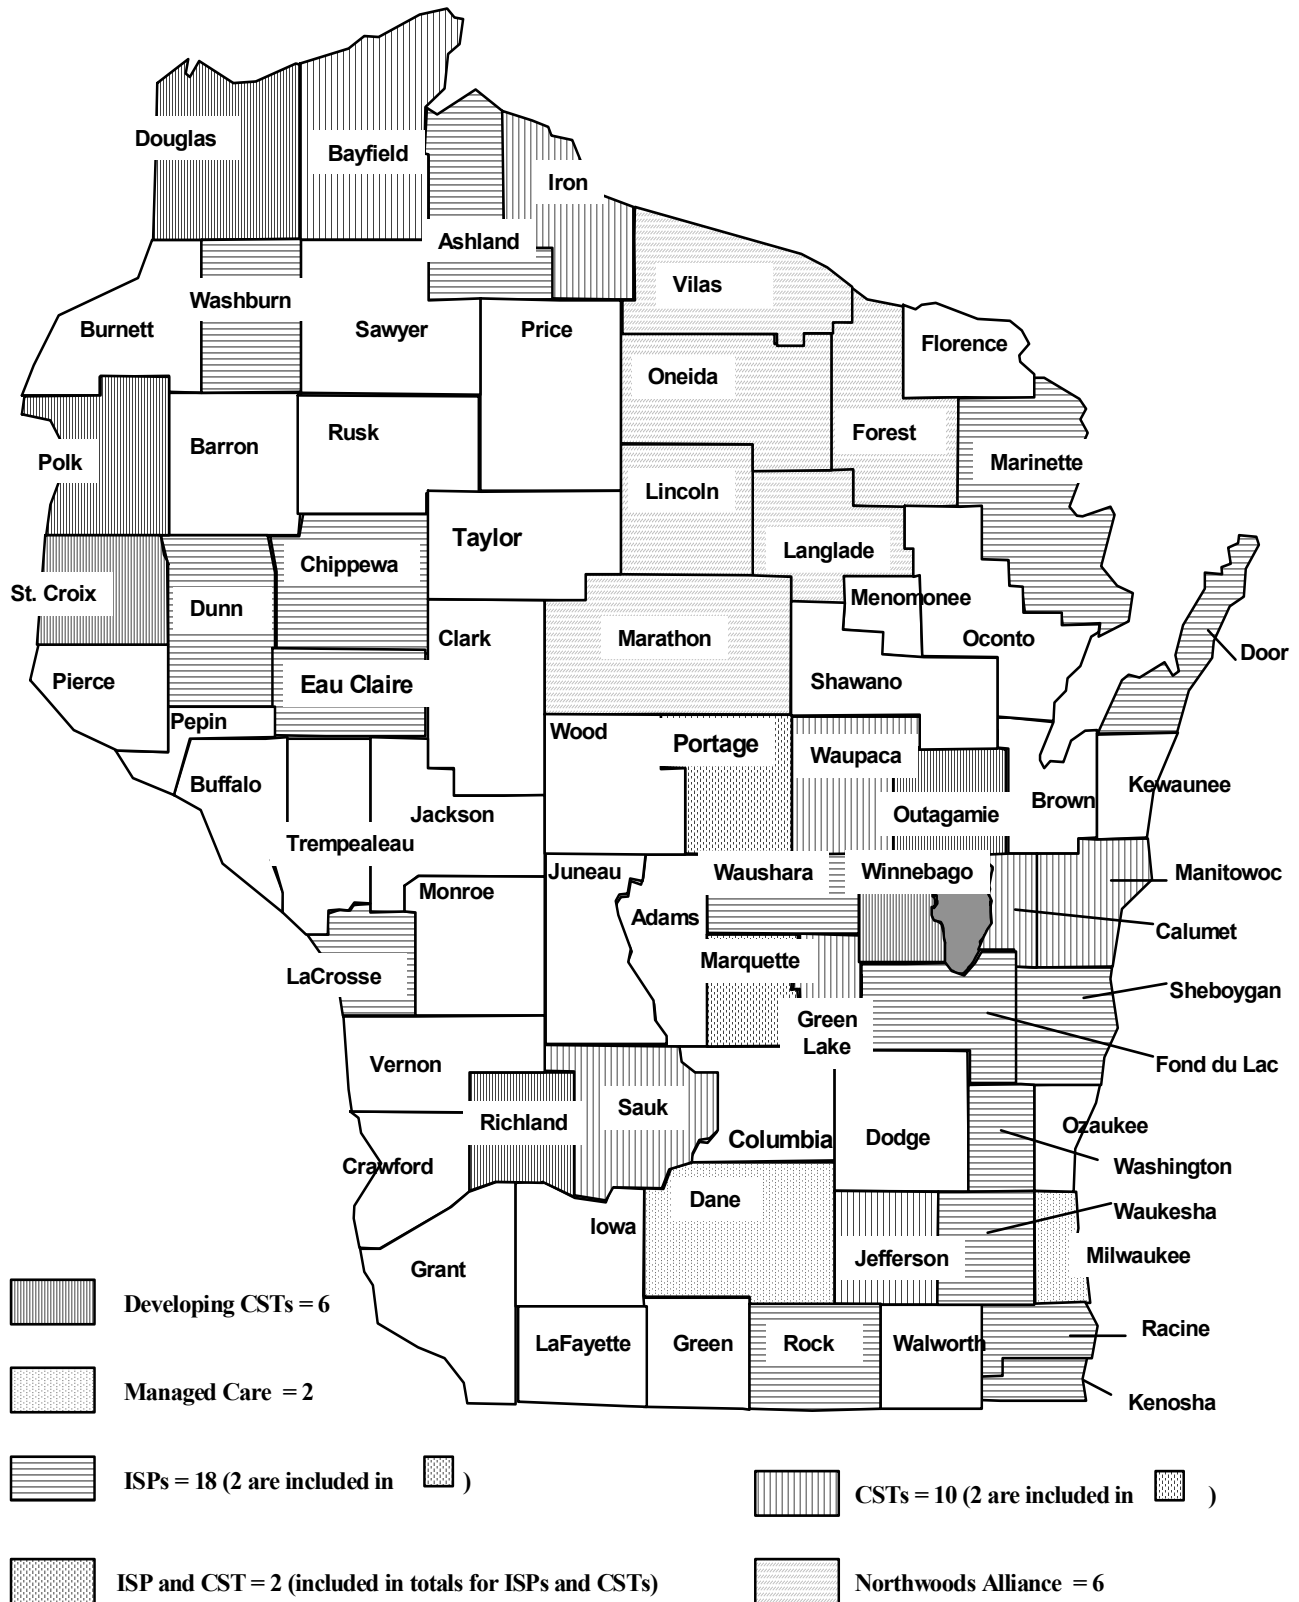 Douglas
Bayfield
Iron
Ashland
Vilas
Washburn
Burnett
Sawyer
Price
Florence
Oneida
Forest
Barron
Rusk
Polk
Marinette
Lincoln
Taylor
Langlade
Chippewa
St. Croix
Dunn
Menomonee
Clark
Marathon
Oconto
Door
Pierce
Eau Claire
Shawano
Pepin
Wood
Portage
Waupaca
Buffalo
Kewaunee
Brown
Jackson
Outagamie
Trempealeau
Juneau
Waushara
Winnebago
Manitowoc
Monroe
Adams
Calumet
Marquette
LaCrosse
Sheboygan
Green
Lake
Vernon
Fond du Lac
Sauk
Richland
Columbia
Dodge
Ozaukee
Crawford
Washington
Dane
Waukesha
Iowa
Jefferson
Milwaukee
Grant
Racine
LaFayette
Green
Rock
Walworth
Kenosha
Developing CSTs = 6
Managed Care = 2
ISPs = 18 (2 are included in )
CSTs = 10 (2 are included in )
ISP and CST = 2 (included in totals for ISPs and CSTs)
Northwoods Alliance = 6